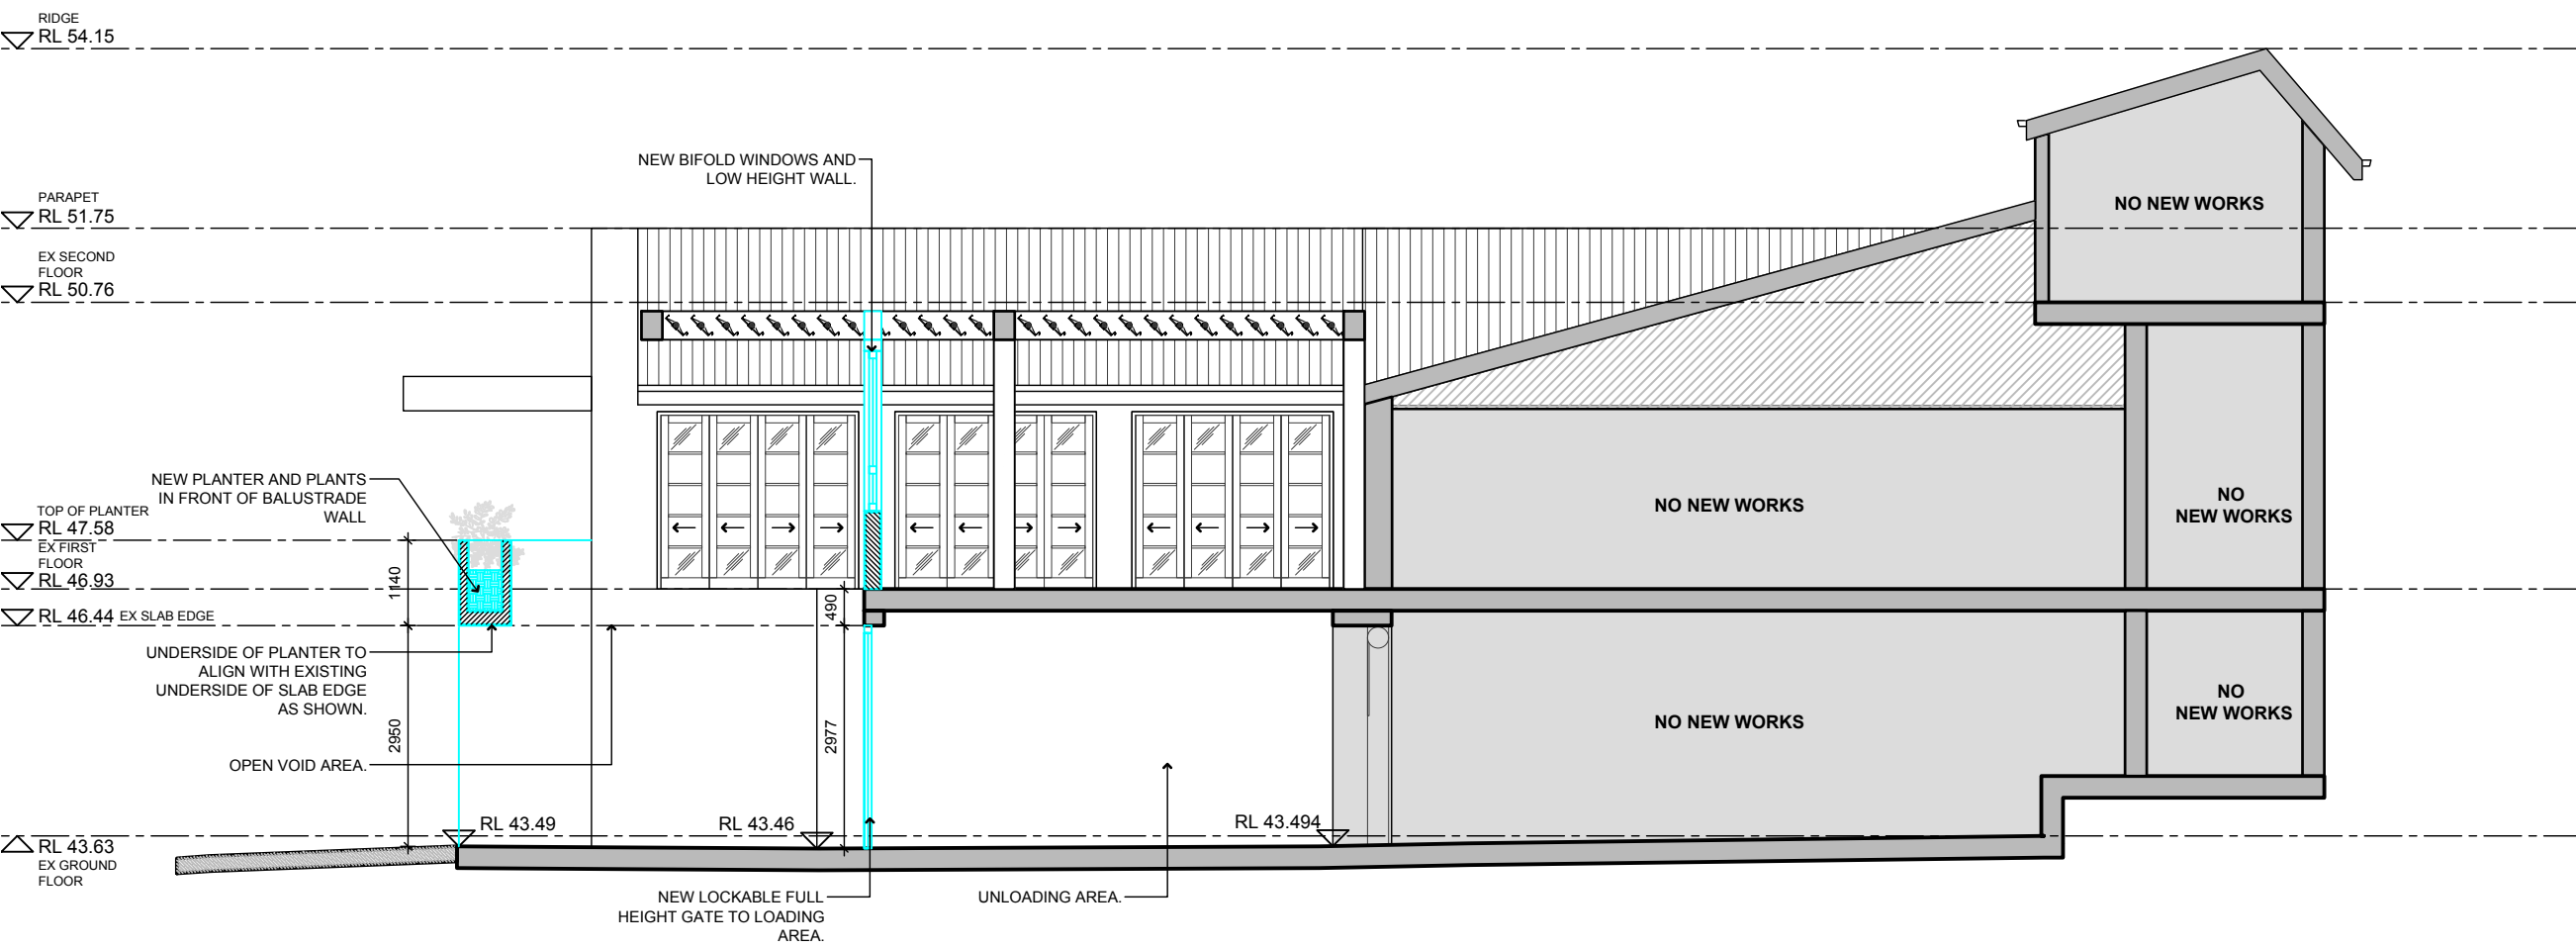 RIDGE
RL 54.15
NEW BIFOLD WINDOWS AND
LOW HEIGHT WALL.
PARAPET
RL 51.75
NO NEW WORKS
EX SECOND
FLOOR
RL 50.76
NEW PLANTER AND PLANTS
IN FRONT OF BALUSTRADE
WALL
TOP OF PLANTER
RL 47.58
EX FIRST
FLOOR
RL 46.93
RL 46.44 EX SLAB EDGE
1140
490
NO NEW WORKS
NO
NEW WORKS
UNDERSIDE OF PLANTER TO
ALIGN WITH EXISTING
UNDERSIDE OF SLAB EDGE
AS SHOWN.
2950
2977
OPEN VOID AREA.
NO NEW WORKS
NO
NEW WORKS
RL 43.49
RL 43.46
RL 43.494
RL 43.63
EX GROUND
FLOOR
NEW LOCKABLE FULL
HEIGHT GATE TO LOADING
AREA.
UNLOADING AREA.